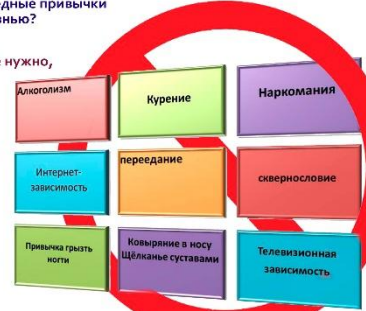 дные привычки
знью?
е нужно,
Алкоголизм
Курение
Наркомания
Интернет-
зависимость
переедание
сквернословие
Привычка грызть
ногти
Ковыряние в носу
Щёлканье суставами
Телевизионная
зависимость